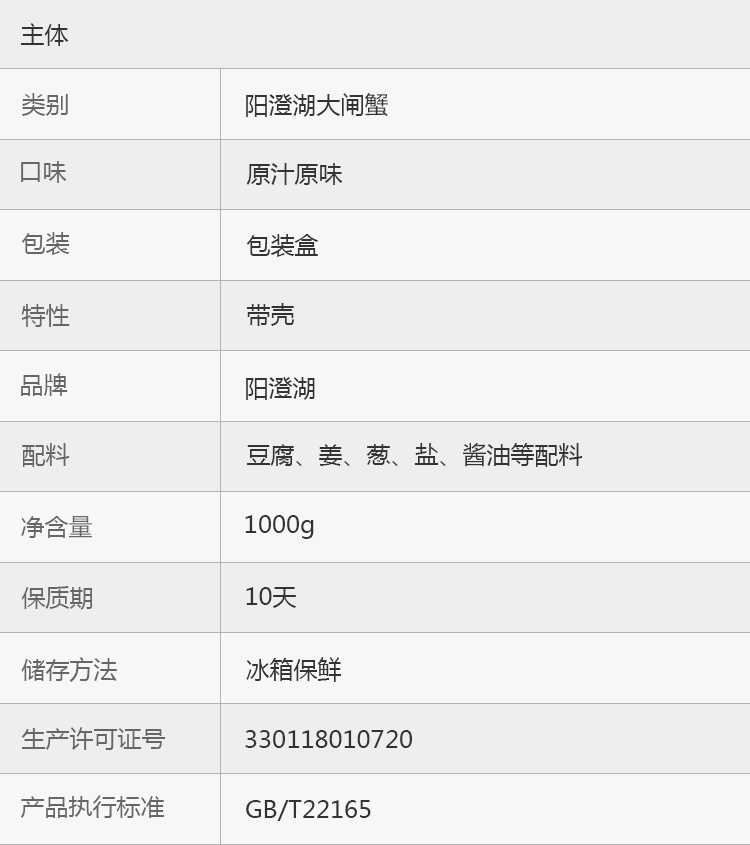 主体
类别 阳澄湖大闸蟹
口味 原汁原味
包装 包装盒
特性 带壳
品牌 阳澄湖
配料 豆腐、姜、葱、盐、酱油等配料
净含量 1000g
保质期 10天
储存方法 冰箱保鲜
生产许可证号 330118010720
产品执行标准 GB/T22165